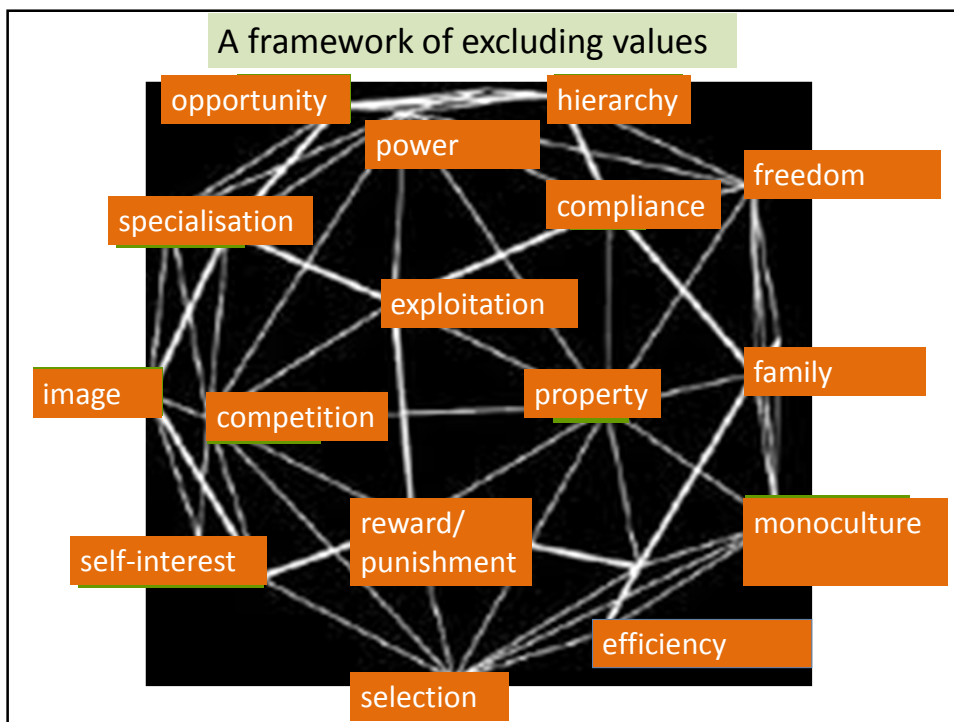 A framework of excluding values
opportunity
hierarchy
power
freedom
compliance
specialisation
exploitation
family
image
property
competition
reward/
punishment
monoculture
self-interest
efficiency
selection